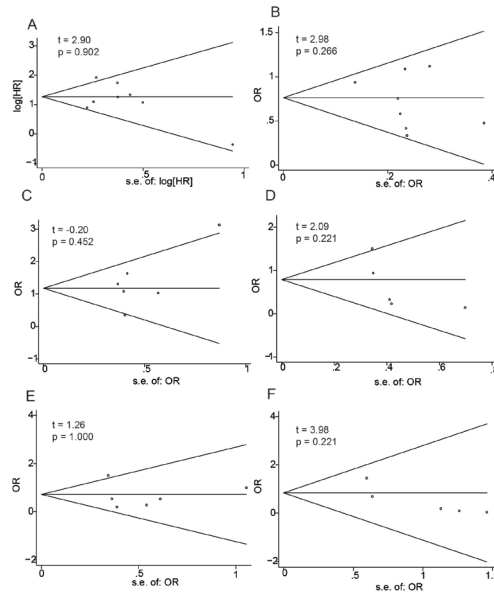 A
t = 2.90
p = 0.902
log[HR]
3
2
1
0
-1
0
.5
1
s.e. of: log[HR]
B
t = 2.98
p = 0.266
OR
1.5
1
.5
0
0
.2
.4
s.e. of: OR
C
t = -0.20
p = 0.452
OR
3
2
1
0
-1
0
.5
1
s.e. of: OR
D
t = 2.09
p = 0.221
OR
2
1
0
-1
0
.2
.4
.6
s.e. of: OR
E
t = 1.26
p = 1.000
OR
4
2
0
-2
0
.5
1
s.e. of: OR
F
t = 3.98
p = 0.221
OR
4
2
0
-2
0
.5
1
s.e. of: OR